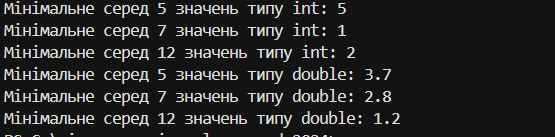 Мінімальне серед 5 значень типу int: 5
Мінімальне серед 7 значень типу int: 1
Мінімальне серед 12 значень типу int: 2
Мінімальне серед 5 значень типу double: 3.7
Мінімальне серед 7 значень типу double: 2.8
Мінімальне серед 12 значень типу double: 1.2